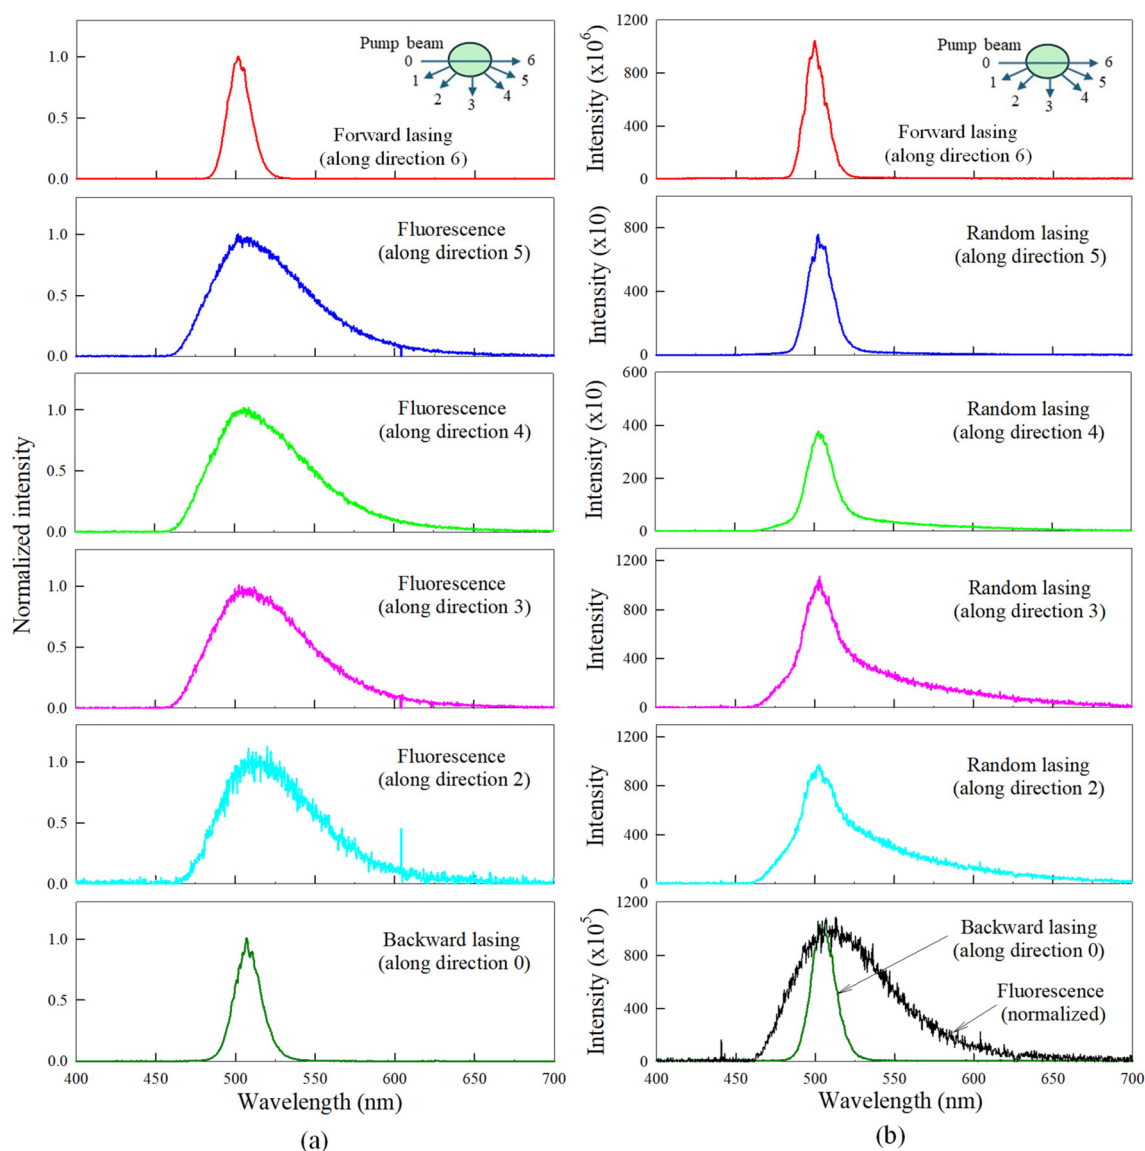 Normalized intensity
1.0
0.5
1.0
Pump beam
0
1
2
3
4
5
6
Forward lasing
(along direction 6)
1.0
0.5
1.0
Fluorescence
(along direction 5)
1.0
0.5
0.0
Fluorescence
(along direction 4)
1.0
0.5
0.0
Fluorescence
(along direction 3)
1.0
0.5
0.0
Fluorescence
(along direction 2)
1.0
0.5
0.0
Backward lasing
(along direction 0)
400 450 500 550 600 650 700
Wavelength (nm)
(a)
Intensity (x10⁶)
1200
800
400
0
Pump beam
0
1
2
3
4
5
6
Forward lasing
(along direction 6)
Intensity (x10)
800
400
0
Random lasing
(along direction 5)
Intensity (x10)
600
400
200
0
Random lasing
(along direction 4)
Intensity
1200
800
400
0
Random lasing
(along direction 3)
Intensity
1200
800
400
0
Random lasing
(along direction 2)
Intensity (x10⁵)
1200
800
400
0
Backward lasing
(along direction 0)
Fluorescence
(normalized)
400 450 500 550 600 650 700
Wavelength (nm)
(b)